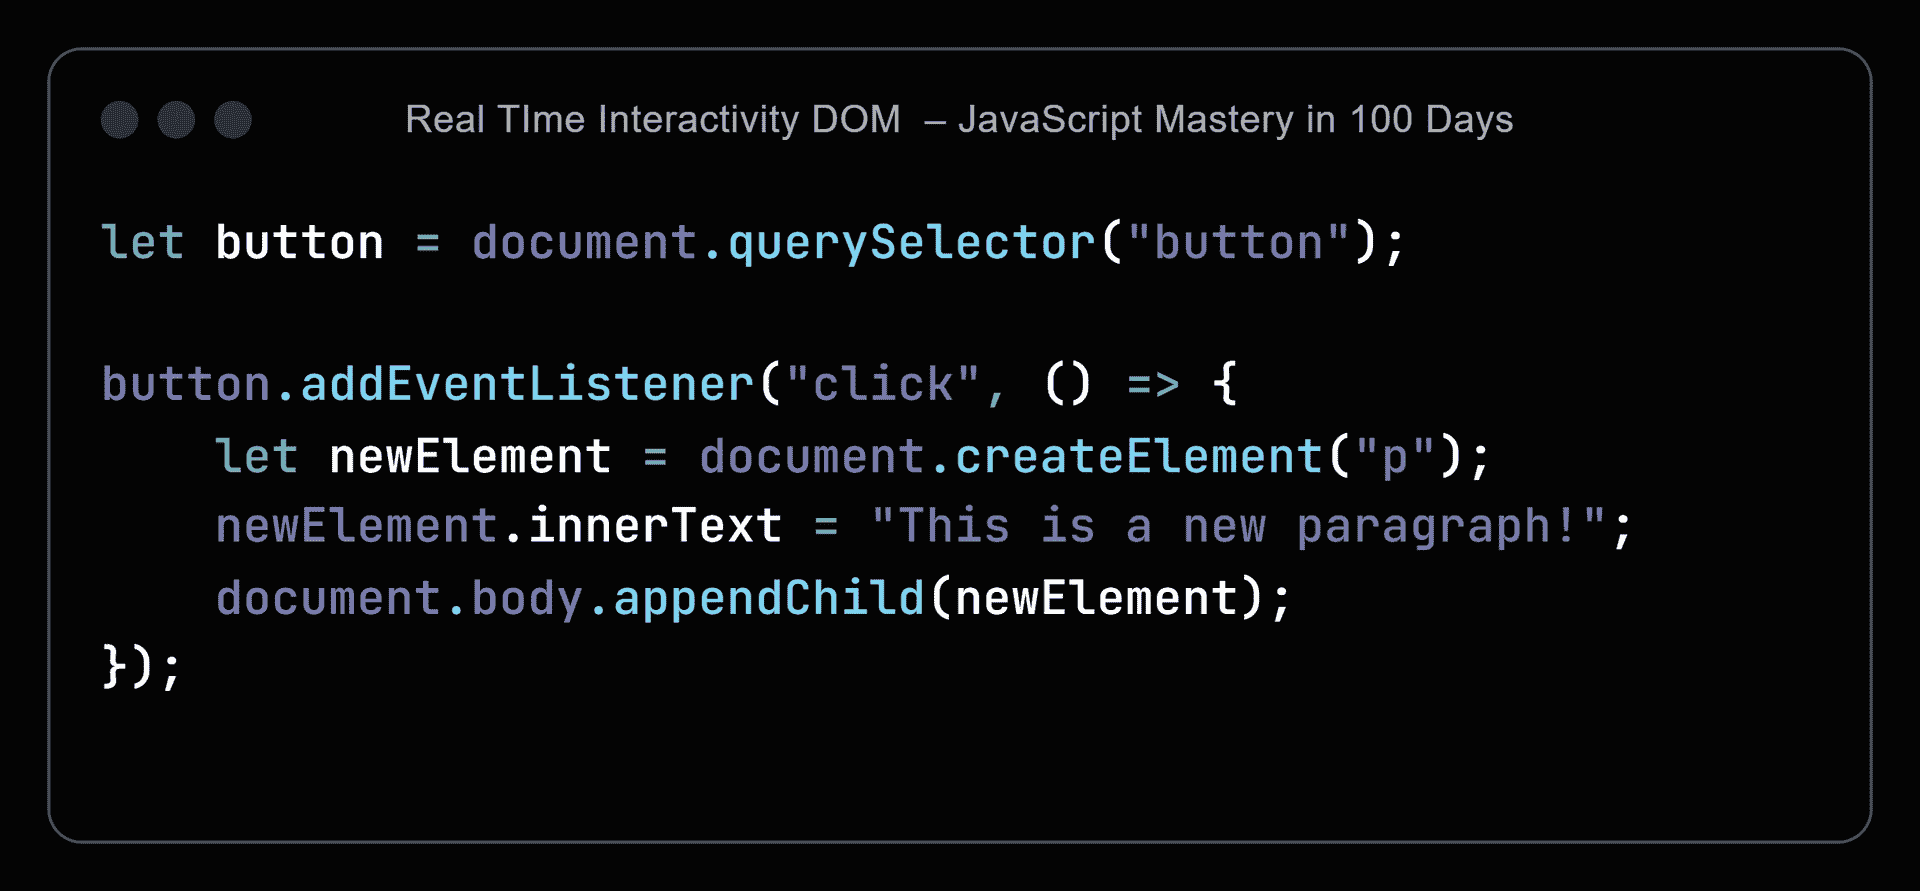 Real TIme Interactivity DOM – JavaScript Mastery in 100 Days
let button = document.querySelector("button");
button.addEventListener("click", () => {
    let newElement = document.createElement("p");
    newElement.innerText = "This is a new paragraph!";
    document.body.appendChild(newElement);
});